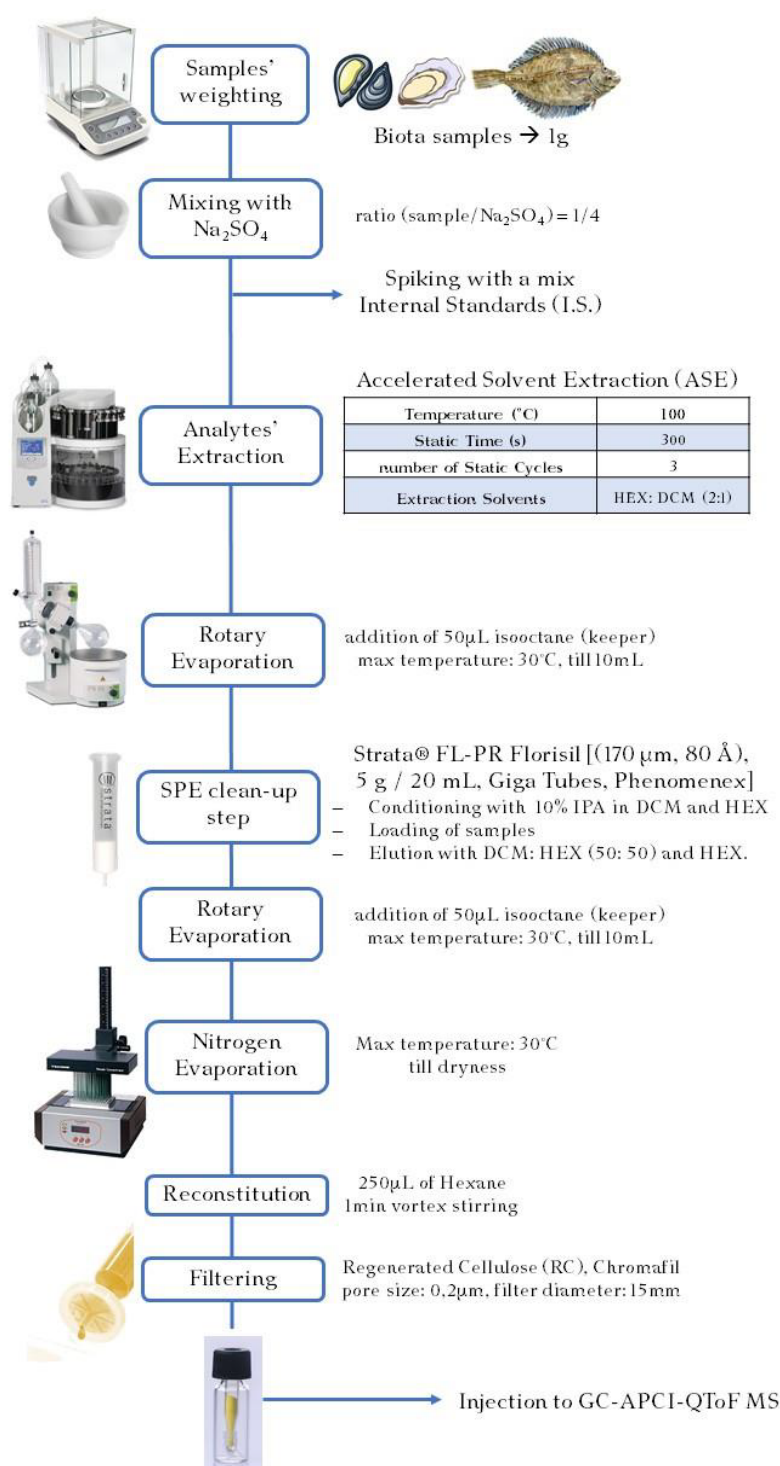 Samples'
weighting
Biota samples → 1g
Mixing with
Na₂SO₄
ratio (sample/Na₂SO₄) = 1/4
Spiking with a mix
Internal Standards (I.S.)
Accelerated Solvent Extraction (ASE)
Analytes'
Extraction
Temperature (°C) 100
Static Time (s) 300
number of Static Cycles 3
Extraction Solvents HEX: DCM (2:1)
Rotary
Evaporation
addition of 50μL isooctane (keeper)
max temperature: 30°C, till 10mL
strata
SPE clean-up
step
Strata® FL-PR Florisil [(170 μm, 80 Å),
5 g / 20 mL, Giga Tubes, Phenomenex]
– Conditioning with 10% IPA in DCM and HEX
– Loading of samples
– Elution with DCM: HEX (50: 50) and HEX.
Rotary
Evaporation
addition of 50μL isooctane (keeper)
max temperature: 30°C, till 10mL
Nitrogen
Evaporation
Max temperature: 30°C
till dryness
Reconstitution
250μL of Hexane
1min vortex stirring
Filtering
Regenerated Cellulose (RC), Chromafil
pore size: 0,2μm, filter diameter: 15mm
Injection to GC-APCI-QToF MS